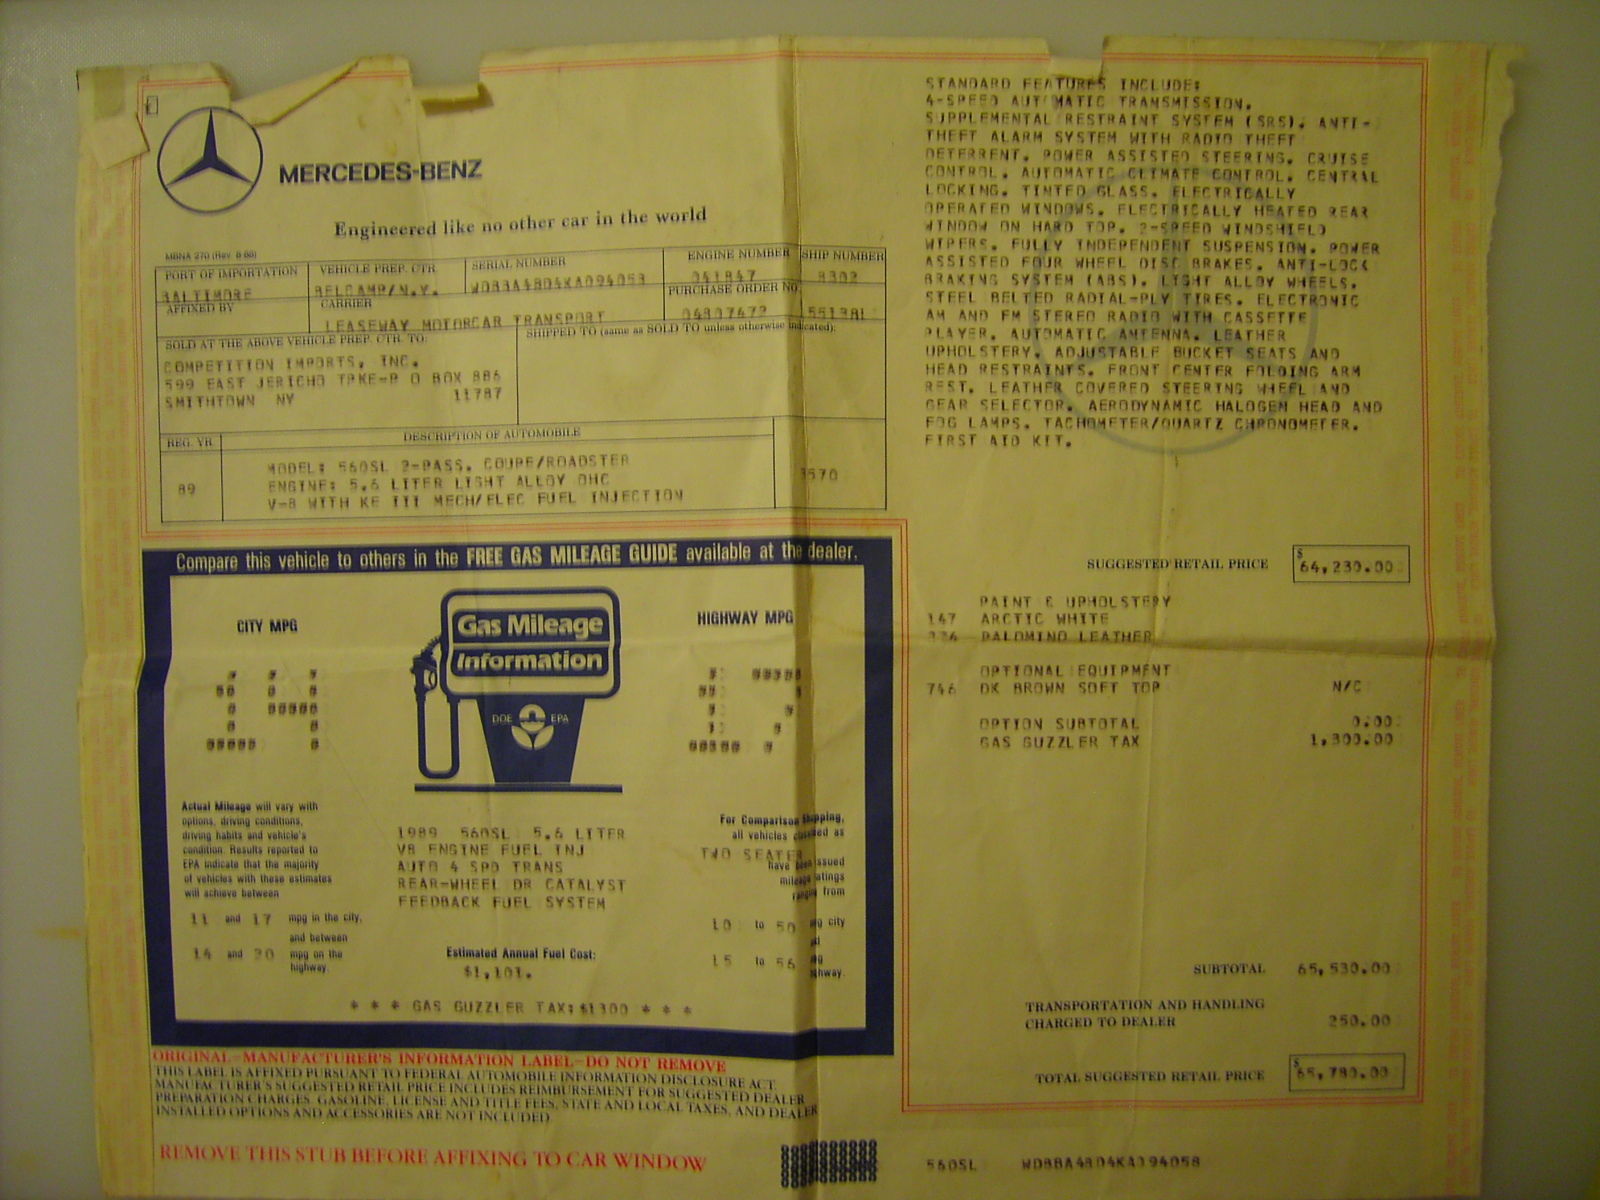 MERCEDES-BENZ
Engineered like no other car in the world
MBNA 270 (Rev. 8-88)
PORT OF IMPORTATION
BALTIMORE
VEHICLE PREP. CTR.
BELCAMP/N.Y.
SERIAL NUMBER
ENGINE NUMBER
041847
SHIP NUMBER
AFFIXED BY
CARRIER
LEASEWAY MOTORCAR TRANSPORT
PURCHASE ORDER NO.
SOLD AT THE ABOVE VEHICLE PREP. CTR. TO:
COMPETITION IMPORTS, INC.
599 EAST JERICHO TPKE-P O BOX 886
SMITHTOWN NY 11787
SHIPPED TO (same as SOLD TO unless otherwise indicated):
REG. YR.
89
DESCRIPTION OF AUTOMOBILE
MODEL: 560SL 2-PASS. COUPE/ROADSTER
ENGINE: 5.6 LITER LIGHT ALLOY OHC
V-8 WITH KE III MECH/ELEC FUEL INJECTION
Compare this vehicle to others in the FREE GAS MILEAGE GUIDE available at the dealer.
CITY MPG
14
Gas Mileage
Information
DOE EPA
HIGHWAY MPG
17
Actual Mileage will vary with
options, driving conditions,
driving habits and vehicle's
condition. Results reported to
EPA indicate that the majority
of vehicles with these estimates
will achieve between
11 and 17 mpg in the city,
and between
14 and 20 mpg on the
highway.
1989 560SL 5.6 LITER
V8 ENGINE FUEL INJ
AUTO 4 SPD TRANS
REAR-WHEEL DR CATALYST
FEEDBACK FUEL SYSTEM
Estimated Annual Fuel Cost:
$1,101.
* * * GAS GUZZLER TAX:$1300 * * *
For Comparison Shipping,
all vehicles classed as
TWO SEATER
have been issued
mileage ratings
ranging from
10 to 50 mpg city
15 to 56
highway.
ORIGINAL-MANUFACTURER'S INFORMATION LABEL-DO NOT REMOVE
THIS LABEL IS AFFIXED PURSUANT TO FEDERAL AUTOMOBILE INFORMATION DISCLOSURE ACT.
MANUFACTURER'S SUGGESTED RETAIL PRICE INCLUDES REIMBURSEMENT FOR SUGGESTED DEALER
PREPARATION CHARGES. GASOLINE, LICENSE AND TITLE FEES, STATE AND LOCAL TAXES, AND DEALER
INSTALLED OPTIONS AND ACCESSORIES ARE NOT INCLUDED.
REMOVE THIS STUB BEFORE AFFIXING TO CAR WINDOW
STANDARD FEATURES INCLUDE:
4-SPEED AUTOMATIC TRANSMISSION,
SUPPLEMENTAL RESTRAINT SYSTEM (SRS), ANTI-
THEFT ALARM SYSTEM WITH RADIO THEFT
DETERRENT, POWER ASSISTED STEERING, CRUISE
CONTROL, AUTOMATIC CLIMATE CONTROL, CENTRAL
LOCKING, TINTED GLASS, ELECTRICALLY
OPERATED WINDOWS, ELECTRICALLY HEATED REAR
WINDOW ON HARD TOP, 2-SPEED WINDSHIELD
WIPERS, FULLY INDEPENDENT SUSPENSION, POWER
ASSISTED FOUR WHEEL DISC BRAKES, ANTI-LOCK
BRAKING SYSTEM (ABS), LIGHT ALLOY WHEELS,
STEEL BELTED RADIAL-PLY TIRES, ELECTRONIC
AM AND FM STEREO RADIO WITH CASSETTE
PLAYER, AUTOMATIC ANTENNA, LEATHER
UPHOLSTERY, ADJUSTABLE BUCKET SEATS AND
HEAD RESTRAINTS, FRONT CENTER FOLDING ARM
REST, LEATHER COVERED STEERING WHEEL AND
GEAR SELECTOR, AERODYNAMIC HALOGEN HEAD AND
FOG LAMPS, TACHOMETER/QUARTZ CHRONOMETER,
FIRST AID KIT.
SUGGESTED RETAIL PRICE $ 64,230.00
PAINT & UPHOLSTERY
147 ARCTIC WHITE
PALOMINO LEATHER
OPTIONAL EQUIPMENT
746 DK BROWN SOFT TOP N/C
OPTION SUBTOTAL 0.00
GAS GUZZLER TAX 1,300.00
SUBTOTAL 65,530.00
TRANSPORTATION AND HANDLING
CHARGED TO DEALER 250.00
TOTAL SUGGESTED RETAIL PRICE $ 65,780.00
560SL WDBBA48D4KA094058